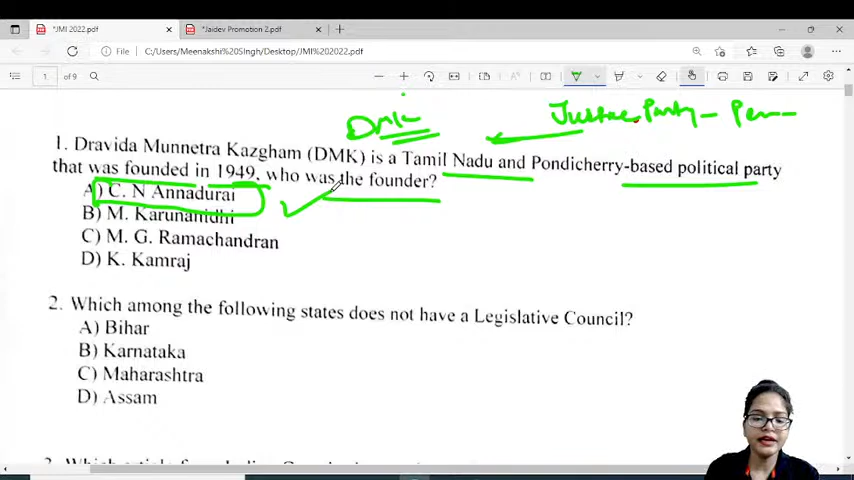 *JMI 2022.pdf
*Jaidev Promotion 2.pdf
File
C:/Users/Meenakshi%20SIngh/Desktop/JMI%202022.pdf
1 of 9
Dmk Justice Party -
1. Dravida Munnetra Kazgham (DMK) is a Tamil Nadu and Pondicherry-based political party
that was founded in 1949, who was the founder?
A) C. N Annadurai
B) M. Karunanidhi
C) M. G. Ramachandran
D) K. Kamraj
2. Which among the following states does not have a Legislative Council?
A) Bihar
B) Karnataka
C) Maharashtra
D) Assam